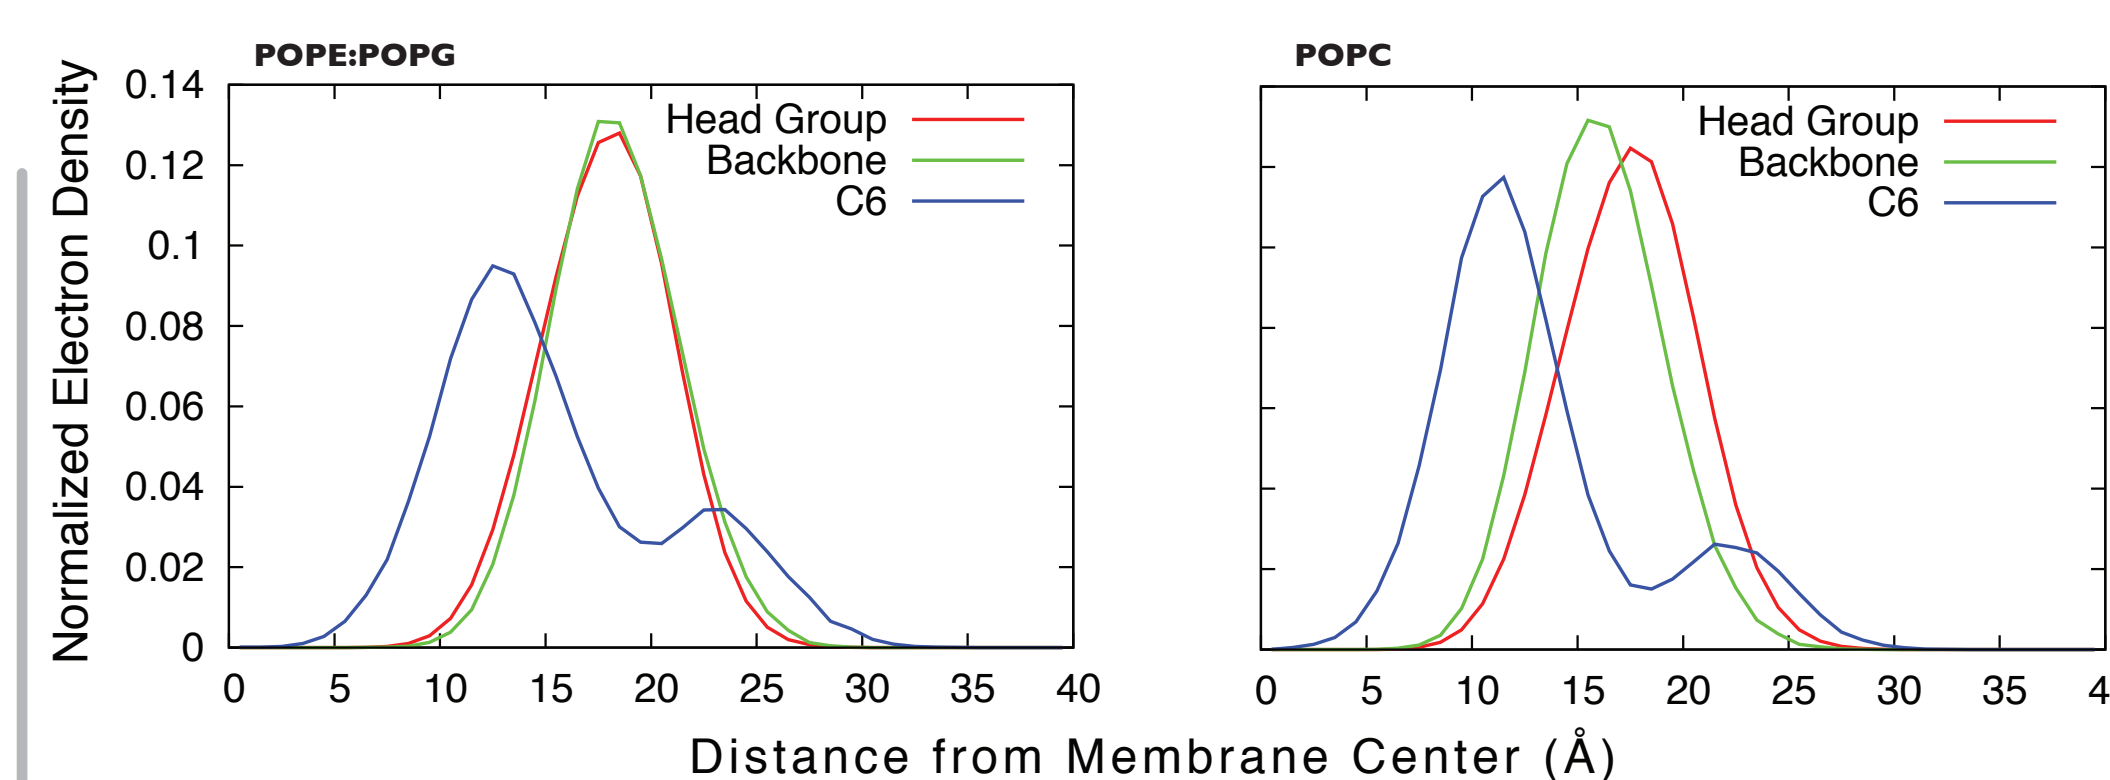 POPE:POPG
POPC
Normalized Electron Density
0.14
0.12
0.1
0.08
0.06
0.04
0.02
0
Head Group
Backbone
C6
0 5 10 15 20 25 30 35 40
Head Group
Backbone
C6
0 5 10 15 20 25 30 35 4
Distance from Membrane Center (Å)